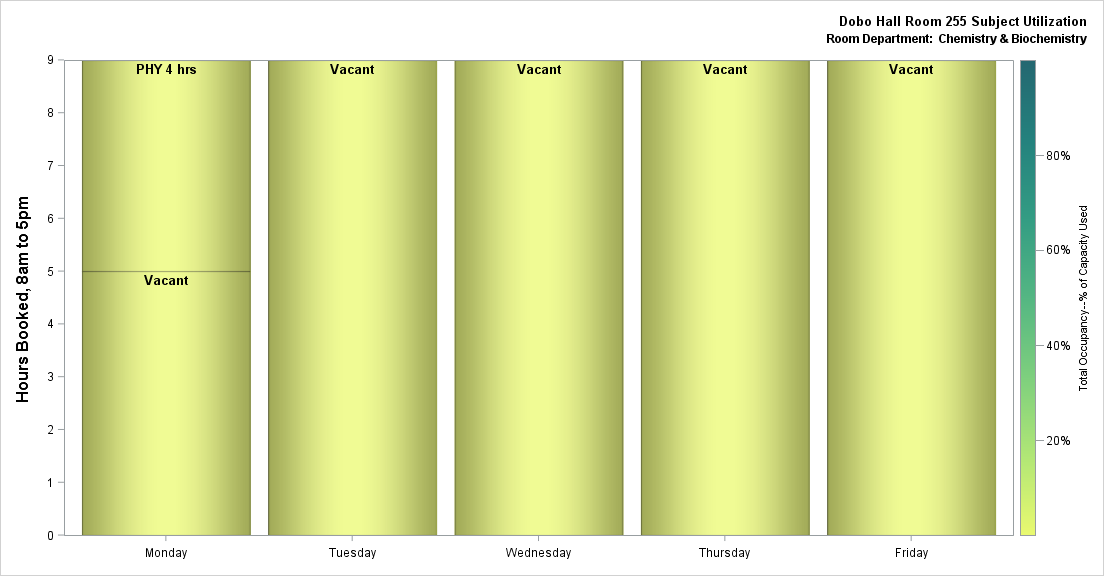 Dobo Hall Room 255 Subject Utilization
Room Department: Chemistry & Biochemistry
Hours Booked, 8am to 5pm
9
8
7
6
5
4
3
2
1
0
PHY 4 hrs
Vacant
Vacant
Vacant
Vacant
Vacant
Monday
Tuesday
Wednesday
Thursday
Friday
80%
60%
40%
20%
Total Occupancy--% of Capacity Used